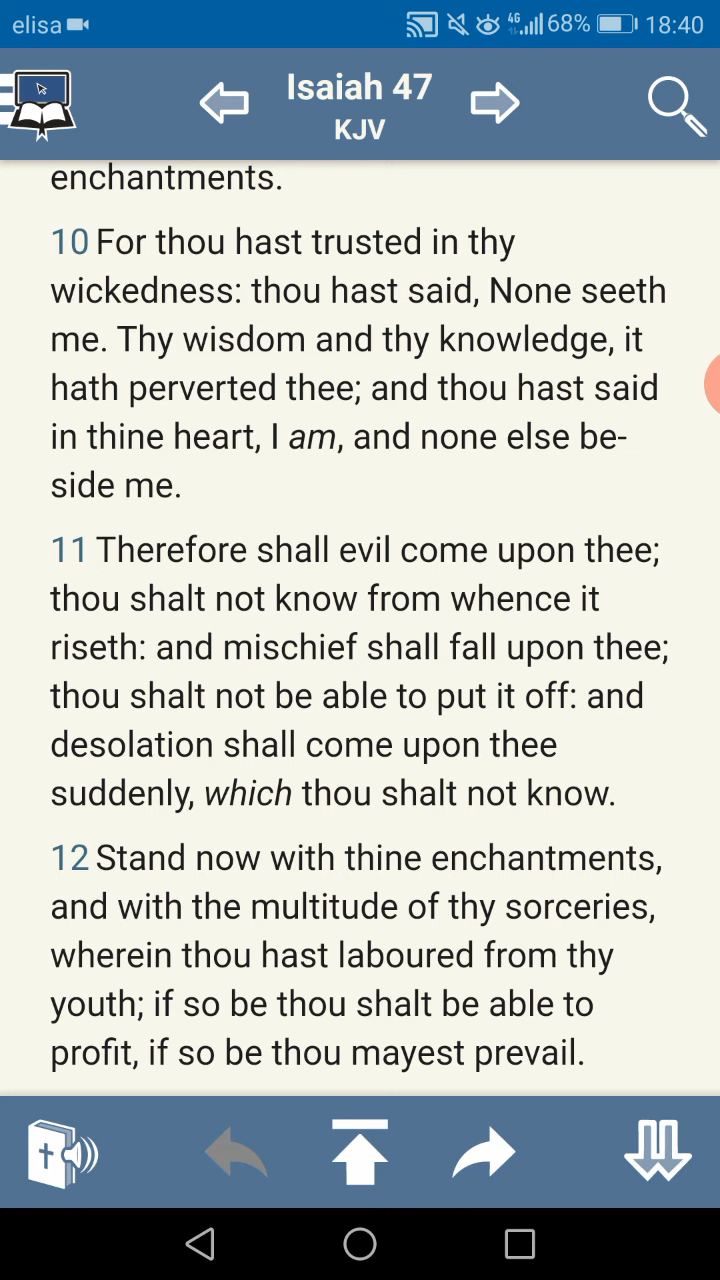 elisa 4G 68% 18:40
Isaiah 47
KJV
enchantments.
10 For thou hast trusted in thy
wickedness: thou hast said, None seeth
me. Thy wisdom and thy knowledge, it
hath perverted thee; and thou hast said
in thine heart, I am, and none else be-
side me.
11 Therefore shall evil come upon thee;
thou shalt not know from whence it
riseth: and mischief shall fall upon thee;
thou shalt not be able to put it off: and
desolation shall come upon thee
suddenly, which thou shalt not know.
12 Stand now with thine enchantments,
and with the multitude of thy sorceries,
wherein thou hast laboured from thy
youth; if so be thou shalt be able to
profit, if so be thou mayest prevail.